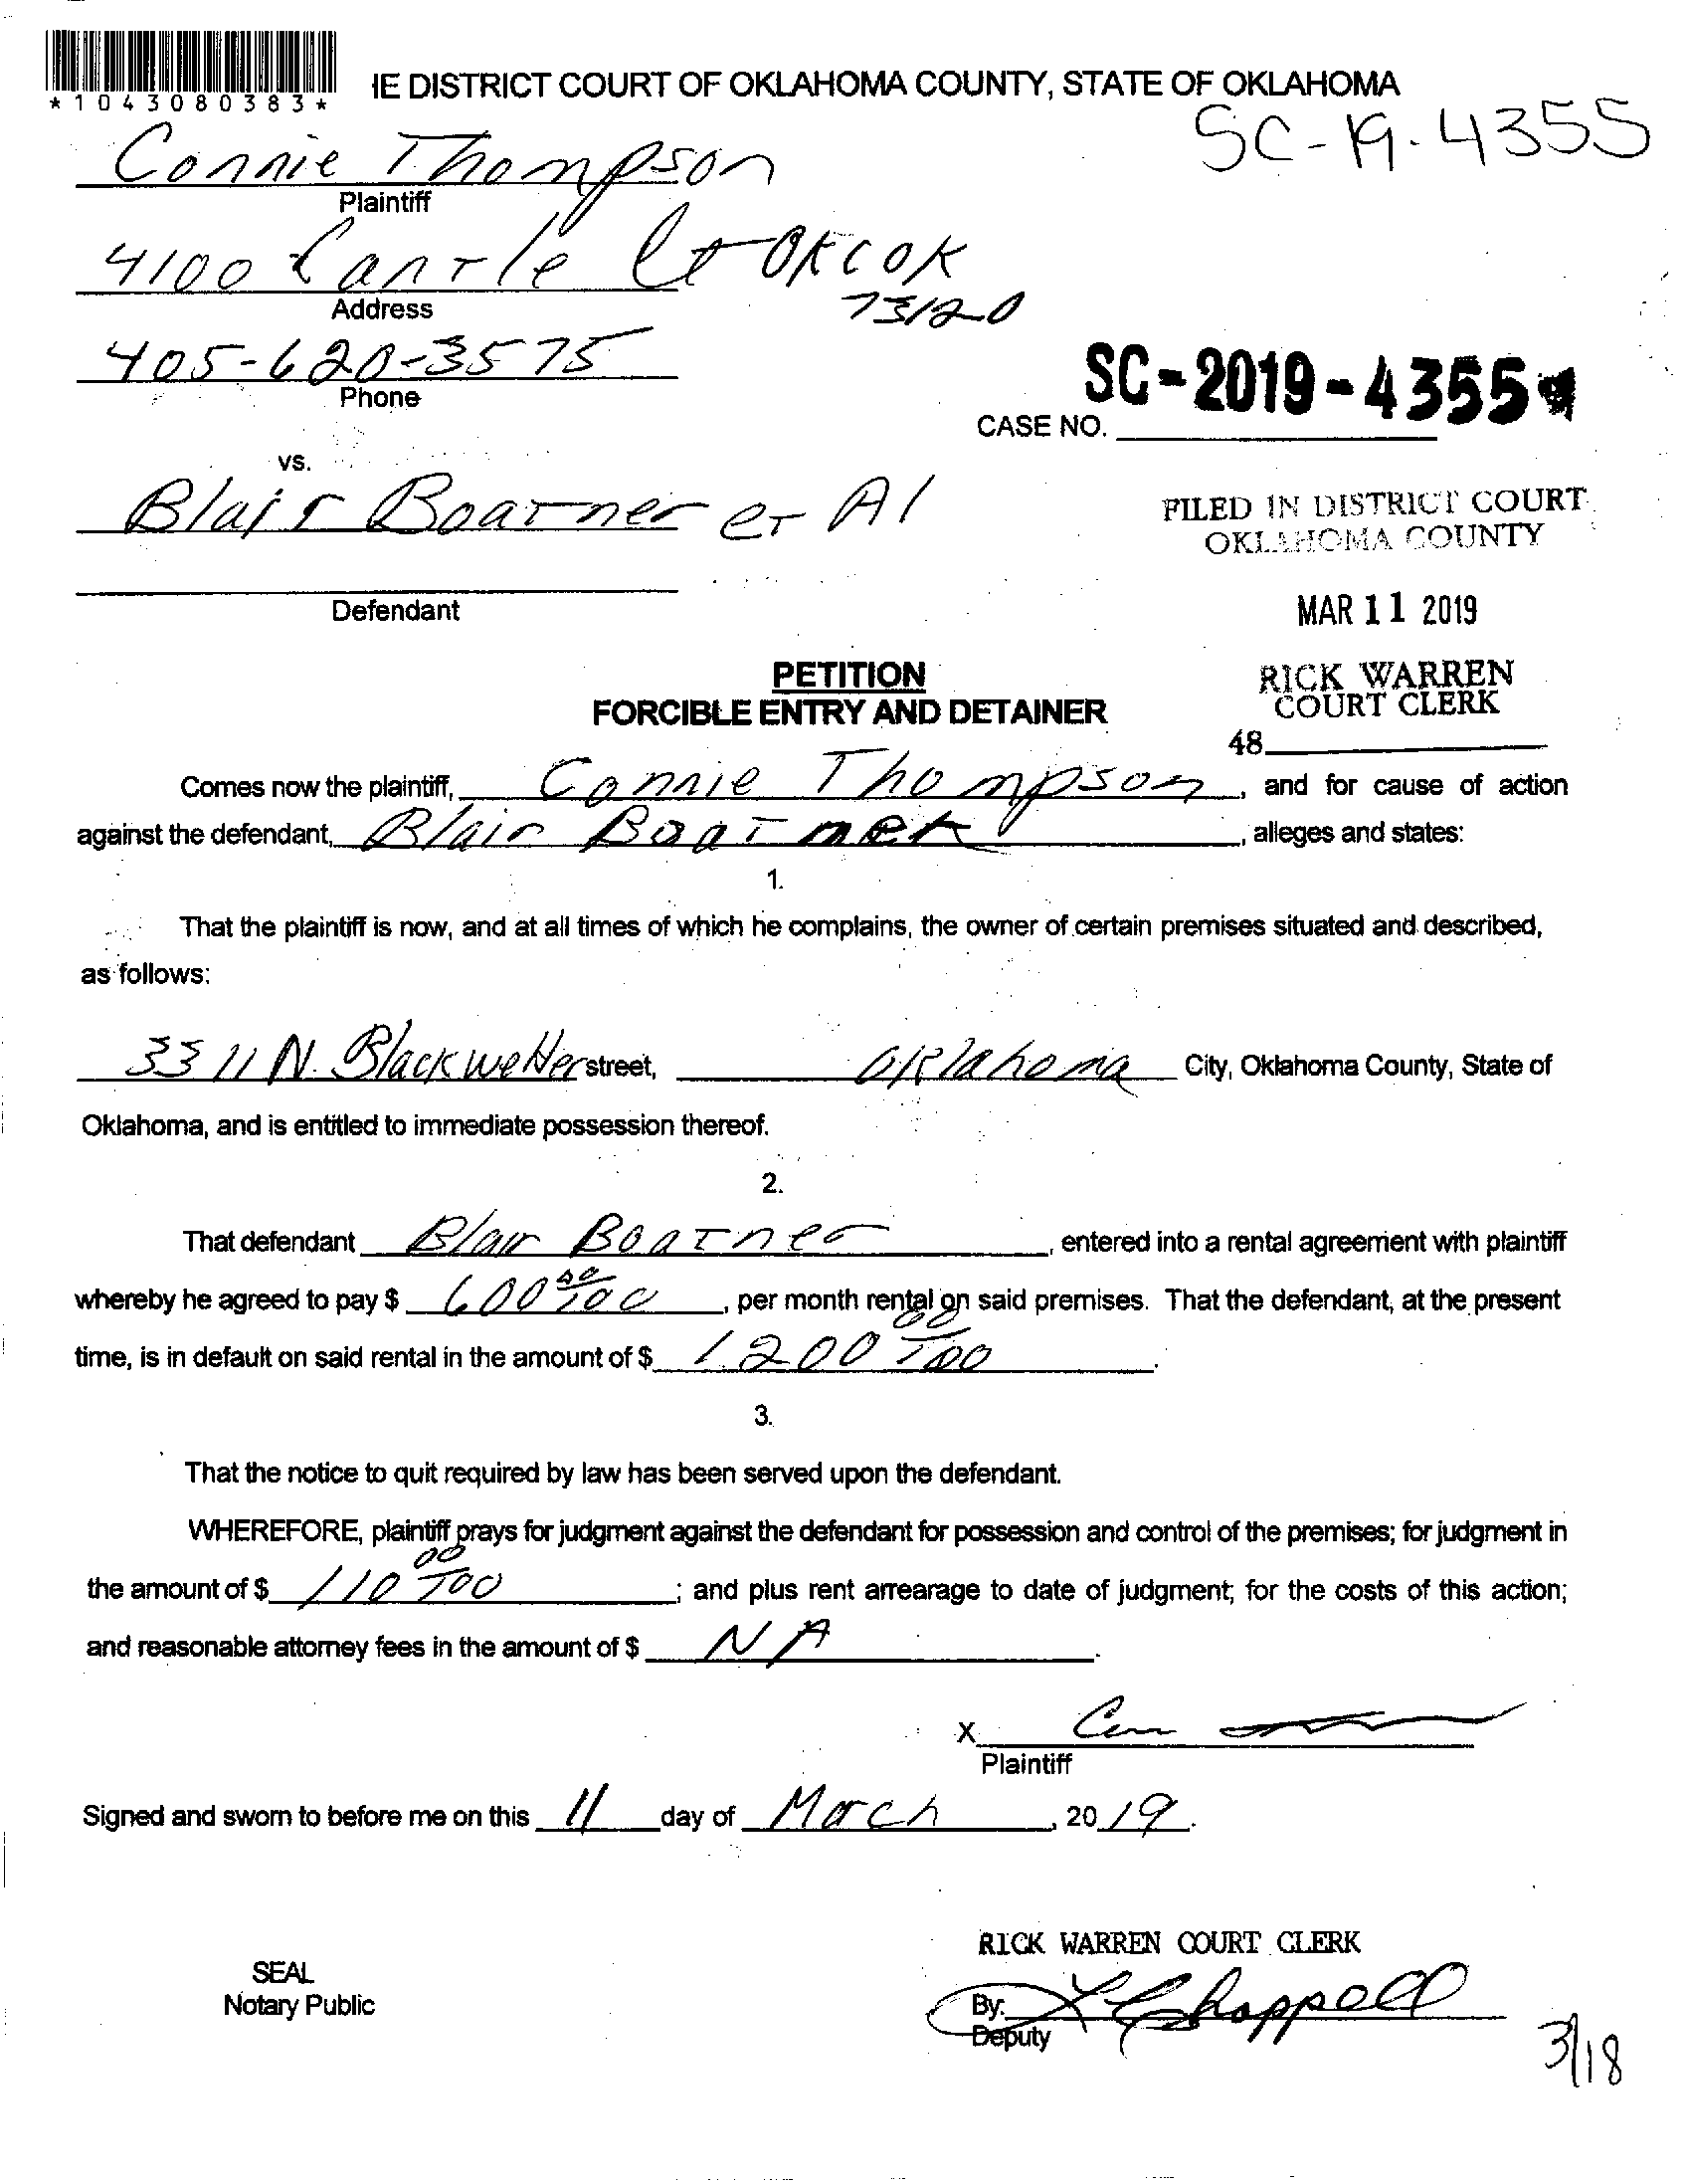 *1043080383*
IE DISTRICT COURT OF OKLAHOMA COUNTY, STATE OF OKLAHOMA
SC-19-4355
Connie Thompson
Plaintiff
4100 Cantle Ct OKC OK
73120
Address
405-620-3575
Phone
SC-2019-4355
CASE NO.
vs.
Blair Boatner et Al
FILED IN DISTRICT COURT
OKLAHOMA COUNTY
Defendant
MAR 11 2019
PETITION
RICK WARREN
COURT CLERK
FORCIBLE ENTRY AND DETAINER
48
Comes now the plaintiff, Connie Thompson, and for cause of action
against the defendant, Blair Boatner, alleges and states:
1.
That the plaintiff is now, and at all times of which he complains, the owner of certain premises situated and described,
as follows:
3311 N. Blackwelder street, Oklahoma City, Oklahoma County, State of
Oklahoma, and is entitled to immediate possession thereof.
2.
That defendant Blair Boatner, entered into a rental agreement with plaintiff
whereby he agreed to pay $ 600 00/100, per month rental on said premises. That the defendant, at the present
time, is in default on said rental in the amount of $ 1200 00/100.
3.
That the notice to quit required by law has been served upon the defendant.
WHEREFORE, plaintiff prays for judgment against the defendant for possession and control of the premises; for judgment in
the amount of $ 110 00/100; and plus rent arrearage to date of judgment; for the costs of this action;
and reasonable attorney fees in the amount of $ NA.
X
Plaintiff
Signed and sworn to before me on this 11 day of March, 2019.
RICK WARREN COURT CLERK
SEAL
Notary Public
By: Chappell
Deputy
3/18